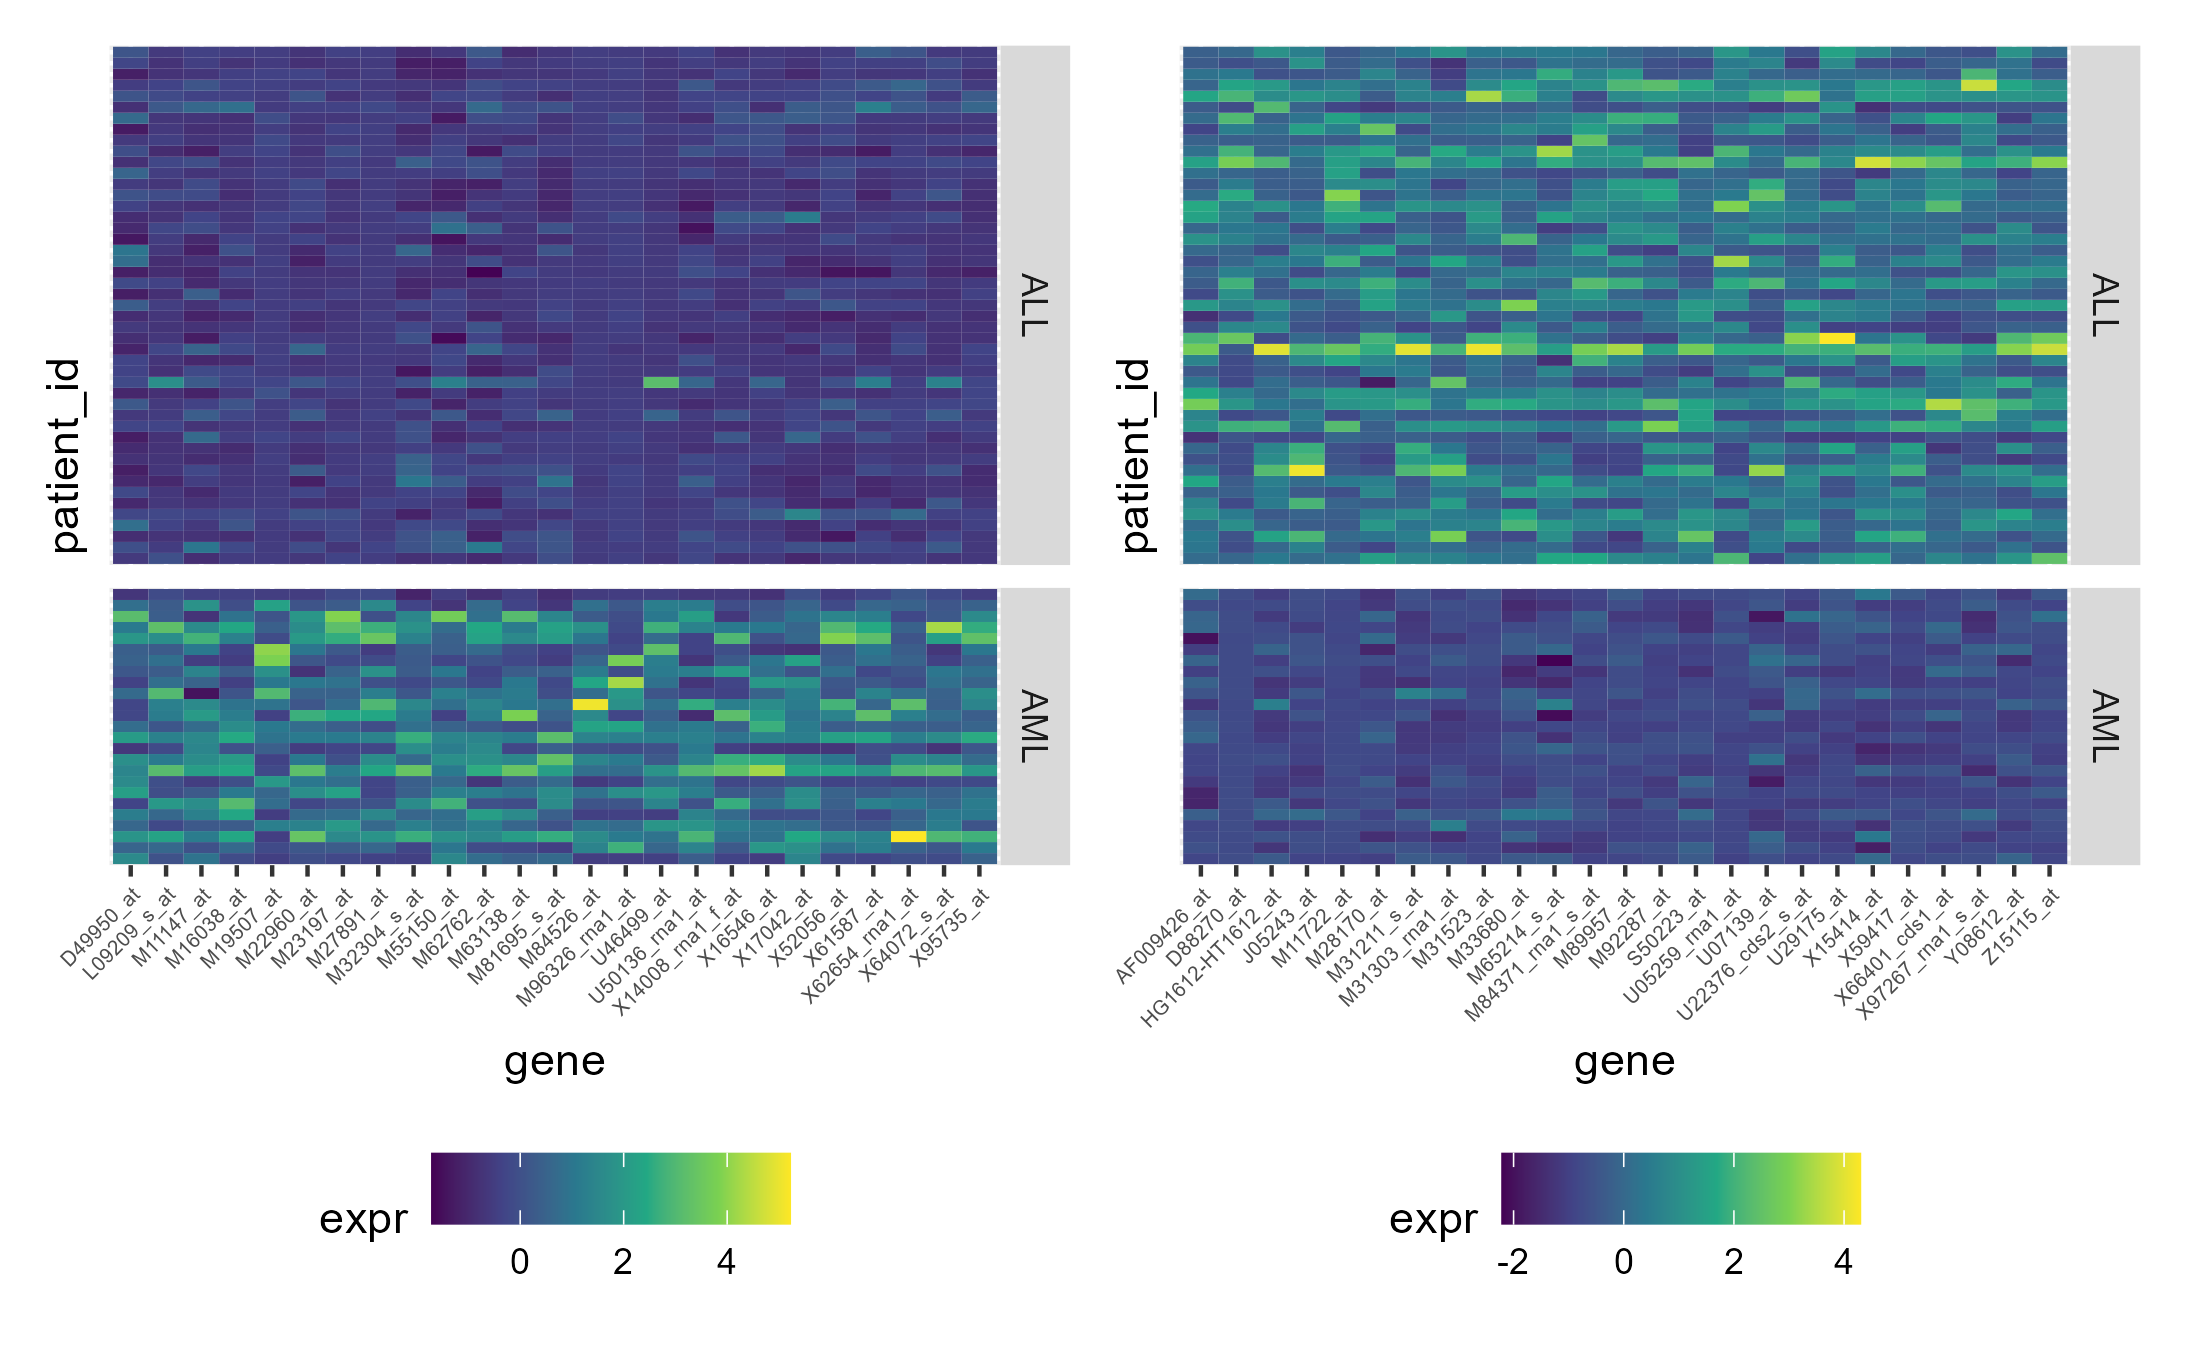 patient_id
ALL
AML
D49950_at
L09209_s_at
M11147_at
M16038_at
M19507_at
M22960_at
M23197_at
M27891_at
M32304_s_at
M55150_at
M62762_at
M63138_at
M81695_s_at
M84526_at
M96326_rna1_at
U46499_at
U50136_rna1_at
X14008_rna1_f_at
X16546_at
X17042_at
X52056_at
X61587_at
X62654_rna1_at
X64072_s_at
X95735_at
gene
expr
0 2 4
patient_id
ALL
AML
AF009426_at
D88270_at
HG1612-HT1612_at
J05243_at
M11722_at
M28170_at
M31211_s_at
M31303_rna1_at
M31523_at
M33680_at
M65214_s_at
M84371_rna1_s_at
M89957_at
M92287_at
S50223_at
U05259_rna1_at
U07139_at
U22376_cds2_s_at
U29175_at
X15414_at
X59417_at
X66401_cds1_at
X97267_rna1_s_at
Y08612_at
Z15115_at
gene
expr
-2 0 2 4